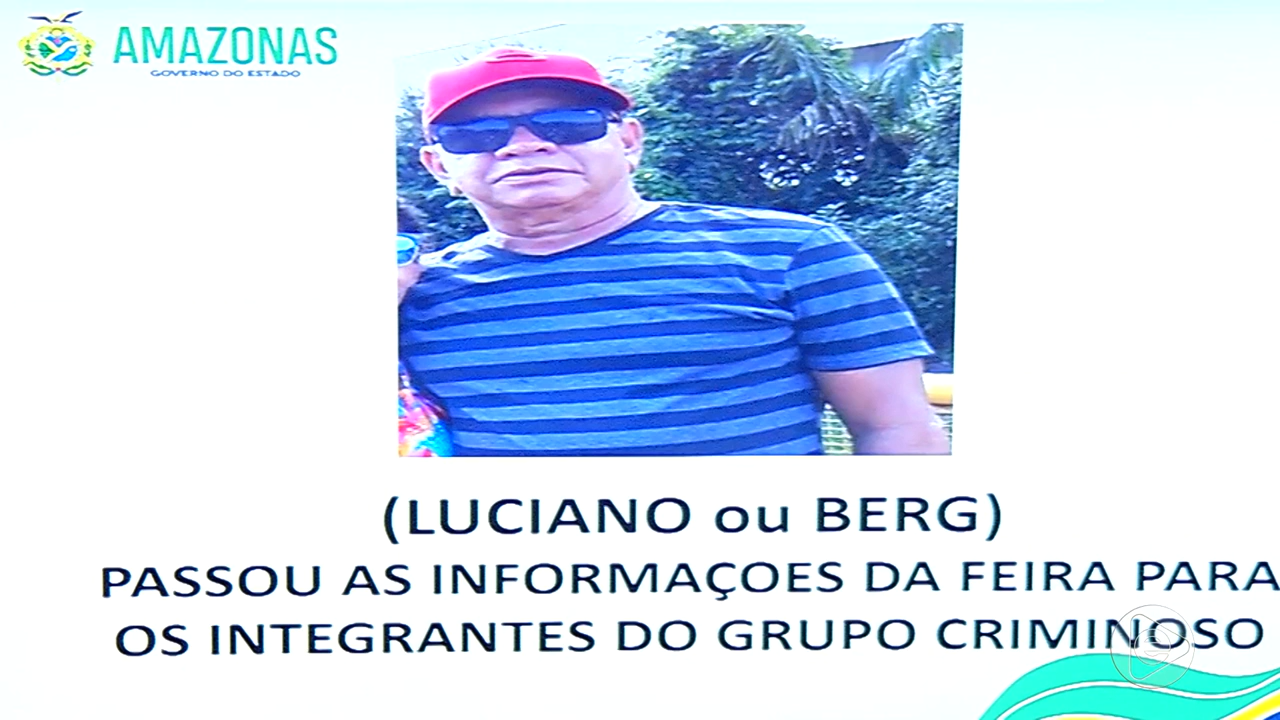 AMAZONAS
GOVERNO DO ESTADO
(LUCIANO ou BERG)
PASSOU AS INFORMAÇOES DA FEIRA PARA
OS INTEGRANTES DO GRUPO CRIMINOSO